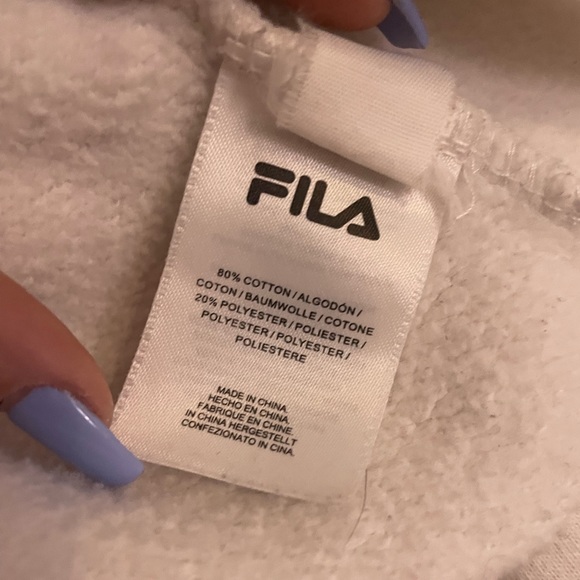 FILA
80% COTTON / ALGODÓN /
COTON / BAUMWOLLE / COTONE
20% POLYESTER / POLIESTER /
POLYESTER / POLYESTER /
POLIESTERE
MADE IN CHINA.
HECHO EN CHINA.
FABRIQUE EN CHINE
IN CHINA HERGESTELLT
CONFEZIONATO IN CINA.